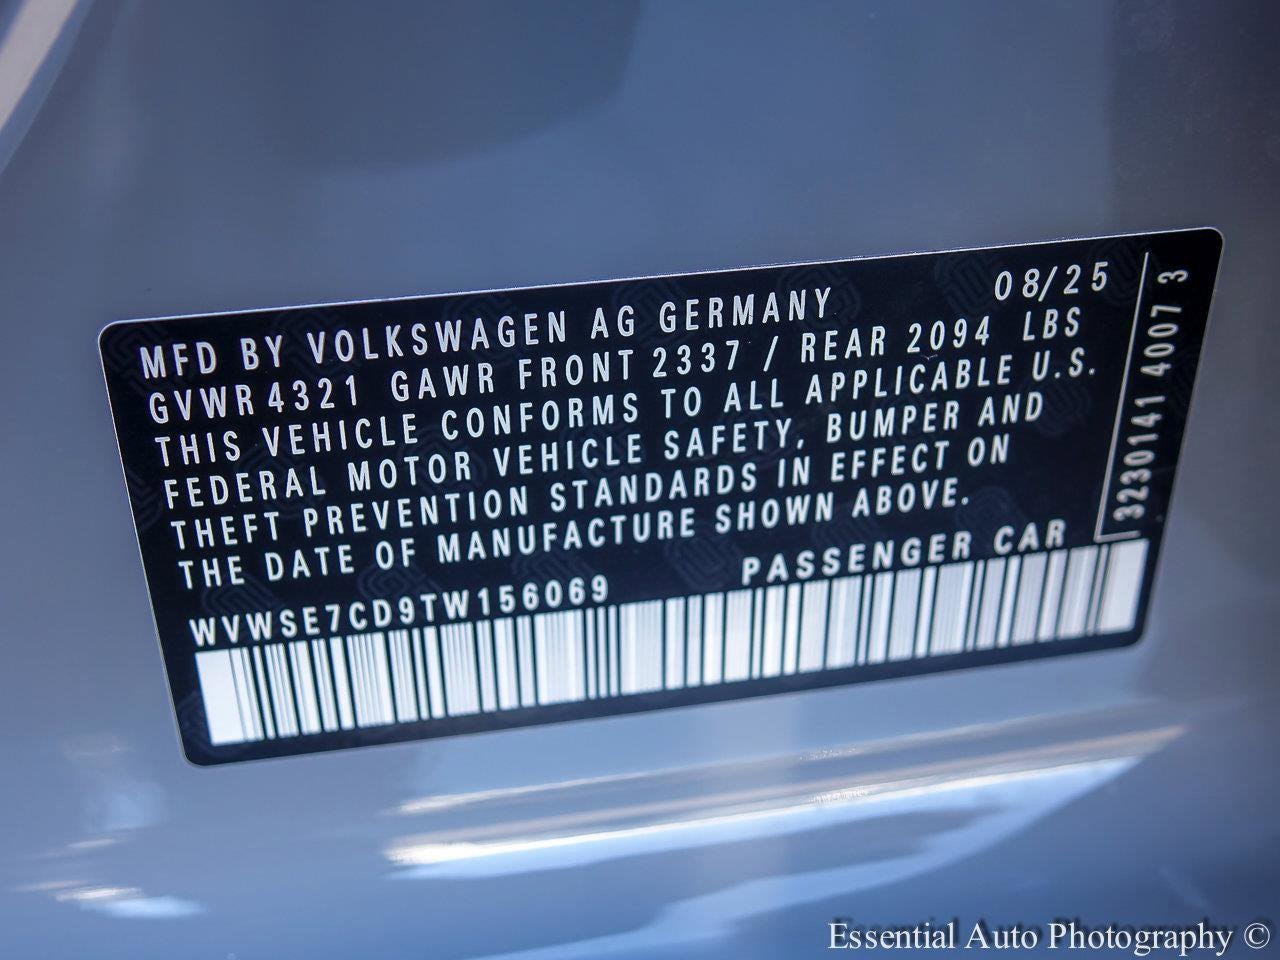 MFD BY VOLKSWAGEN AG GERMANY 08/25
GVWR 4321 GAWR FRONT 2337 / REAR 2094 LBS
THIS VEHICLE CONFORMS TO ALL APPLICABLE U.S.
FEDERAL MOTOR VEHICLE SAFETY, BUMPER AND
THEFT PREVENTION STANDARDS IN EFFECT ON
THE DATE OF MANUFACTURE SHOWN ABOVE.
WVWSE7CD9TW156069 PASSENGER CAR
3230141 4007 3
Essential Auto Photography ©